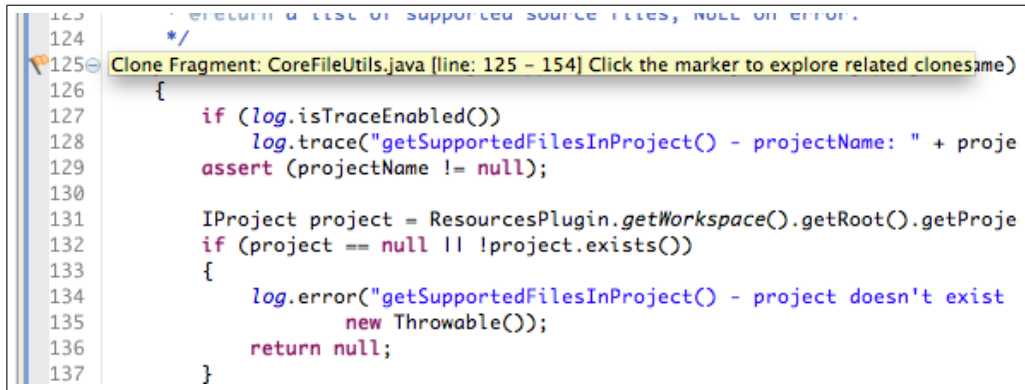 123 * @return a list of supported source files, NULL on error.
124 */
125 Clone Fragment: CoreFileUtils.java [line: 125 - 154] Click the marker to explore related clones ame)
126 {
127 if (log.isTraceEnabled())
128 log.trace("getSupportedFilesInProject() - projectName: " + proje
129 assert (projectName != null);
130
131 IProject project = ResourcesPlugin.getWorkspace().getRoot().getProje
132 if (project == null || !project.exists())
133 {
134 log.error("getSupportedFilesInProject() - project doesn't exist
135 new Throwable());
136 return null;
137 }